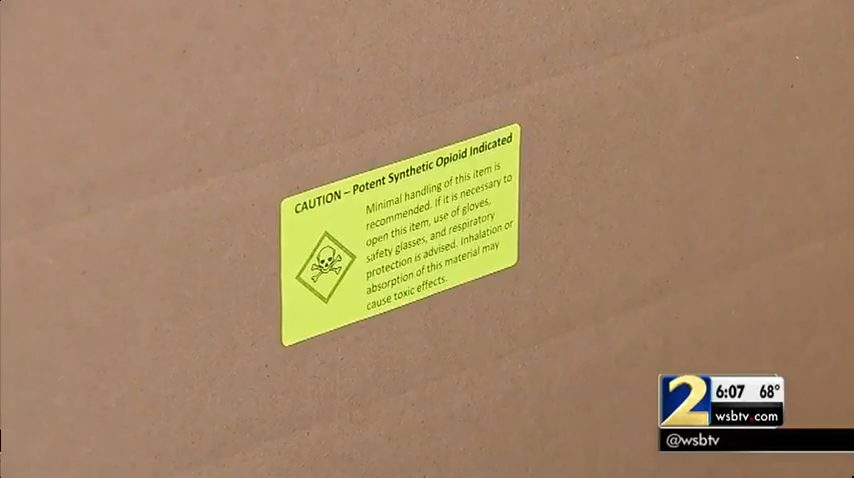 CAUTION – Potent Synthetic Opioid Indicated
Minimal handling of this item is
recommended. If it is necessary to
open this item, use of gloves,
safety glasses, and respiratory
protection is advised. Inhalation or
absorption of this material may
cause toxic effects.
2 6:07 68°
wsbtv.com
@wsbtv